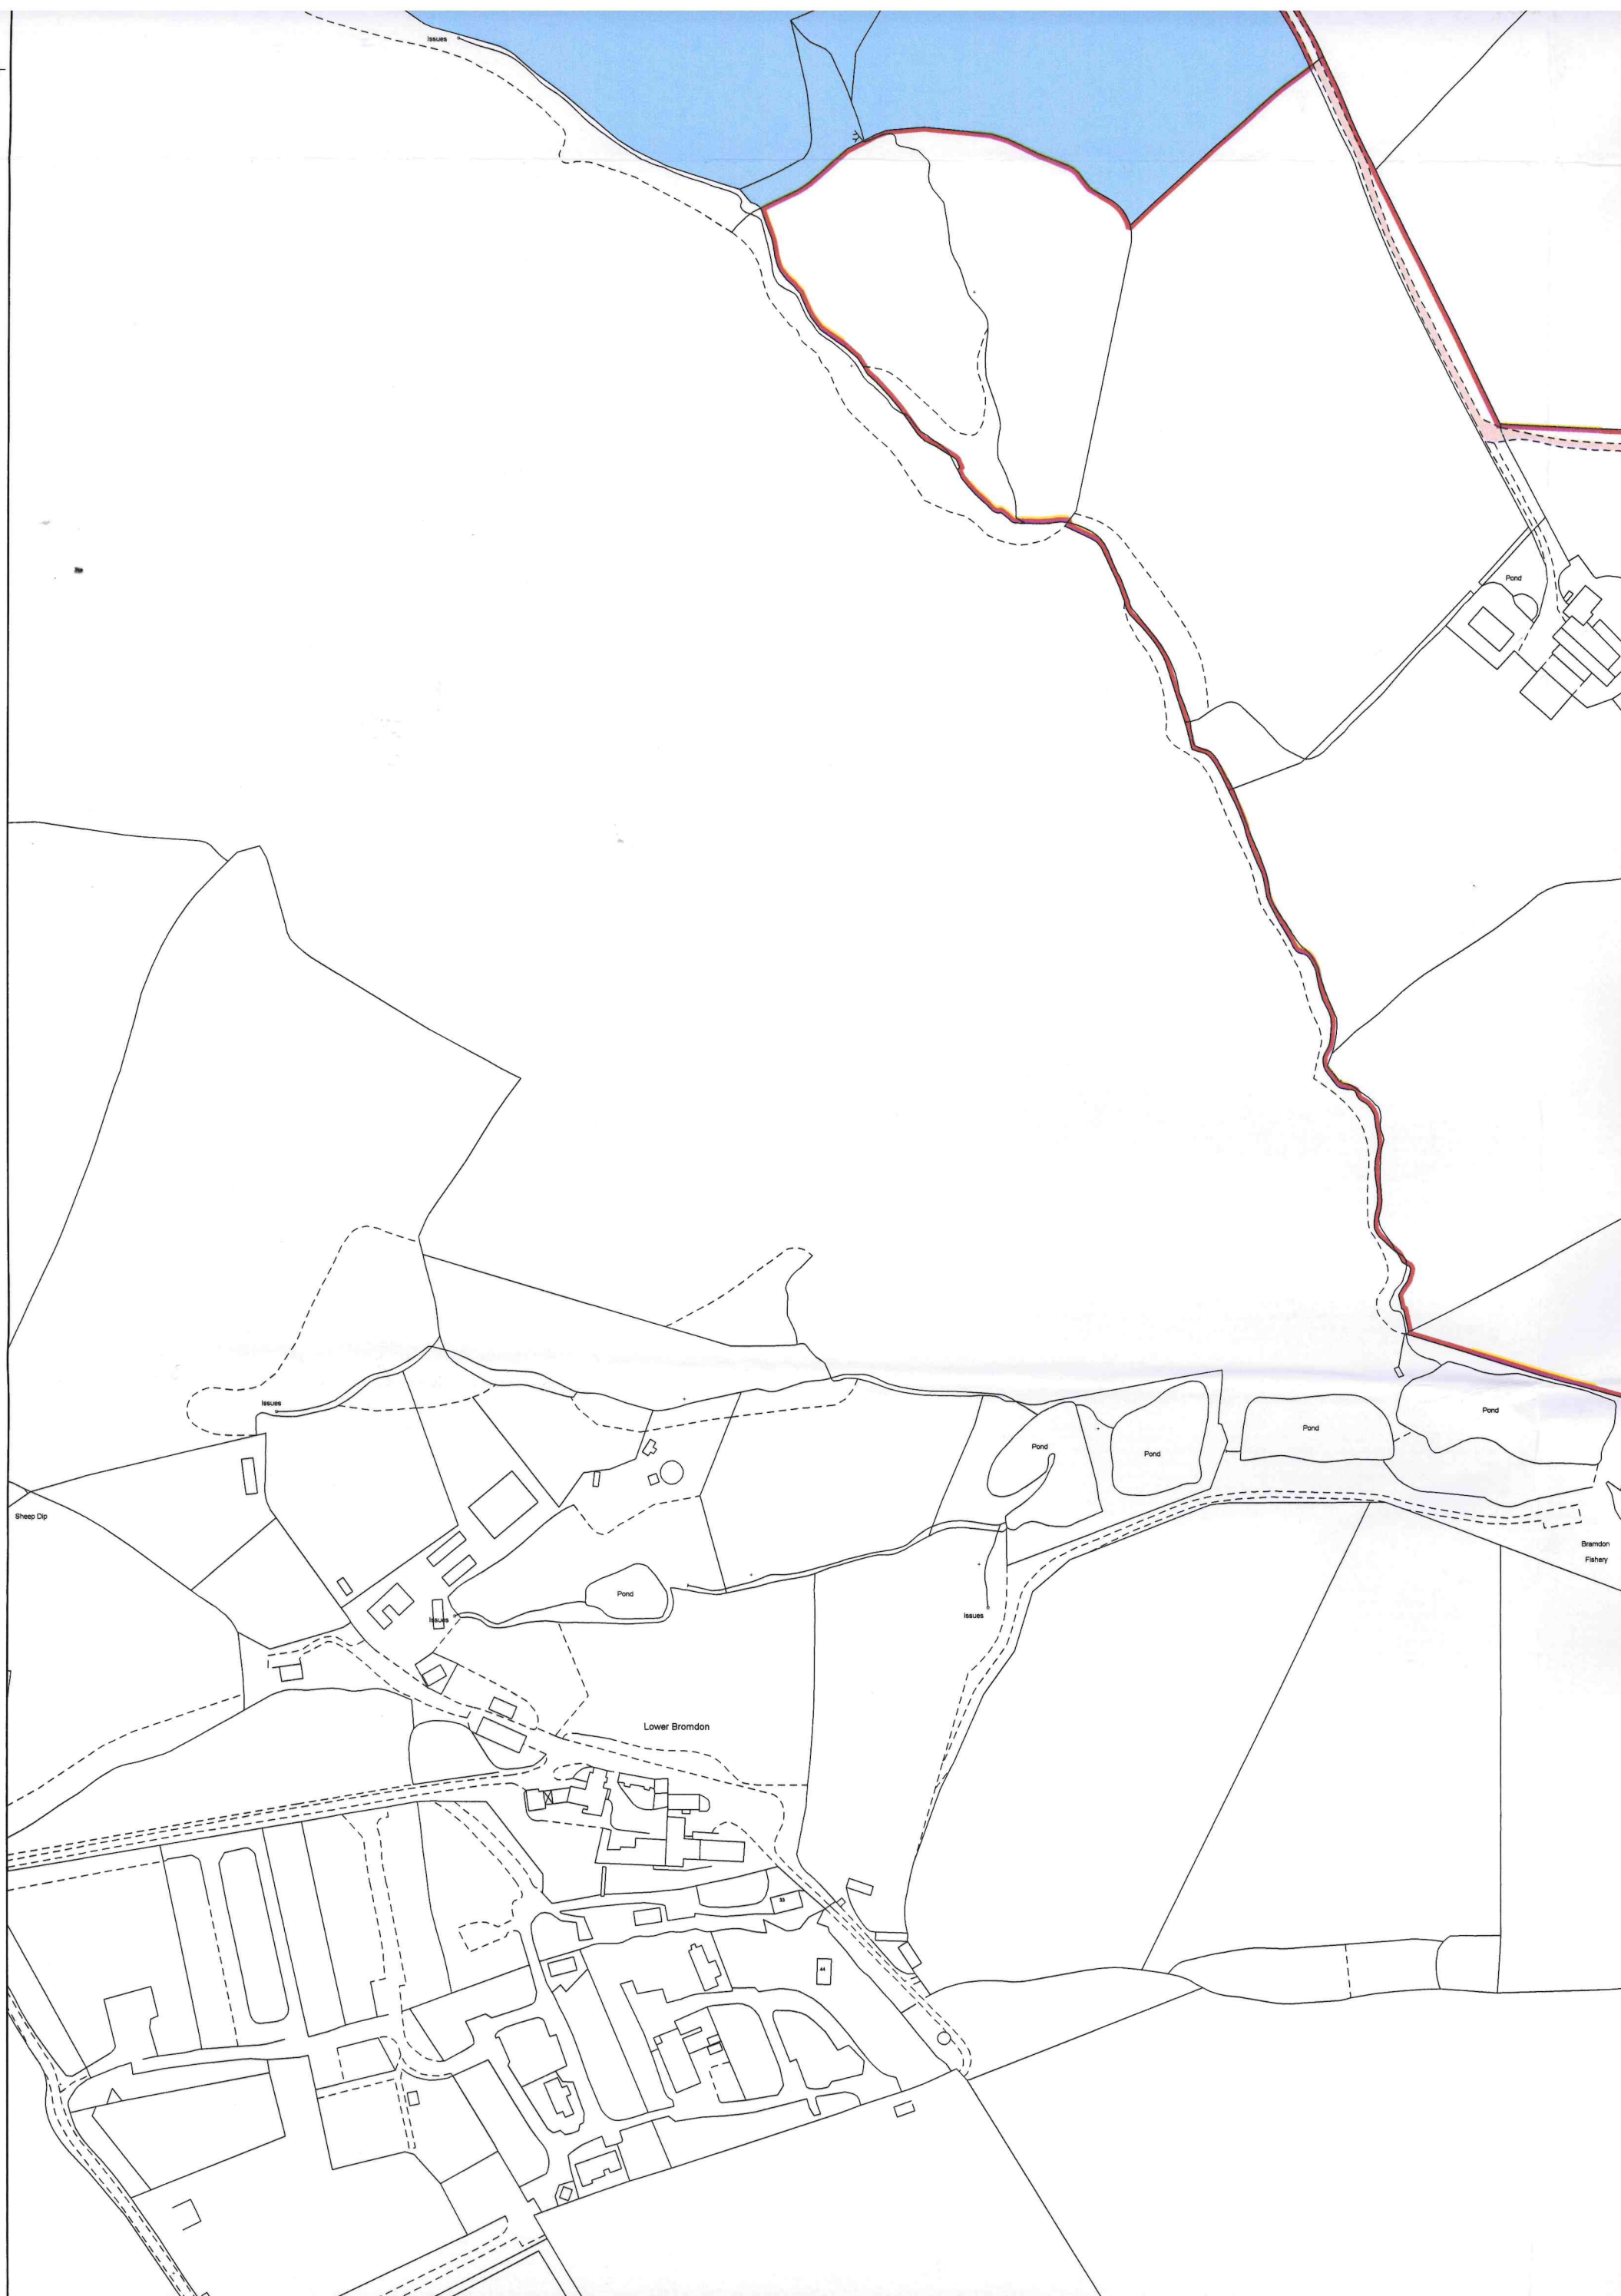 Issues
Pond
Issues
Pond
Pond
Pond
Pond
Sheep Dip
Bramdon
Fishery
Pond
Issues
Issues
Lower Bromdon
33
44